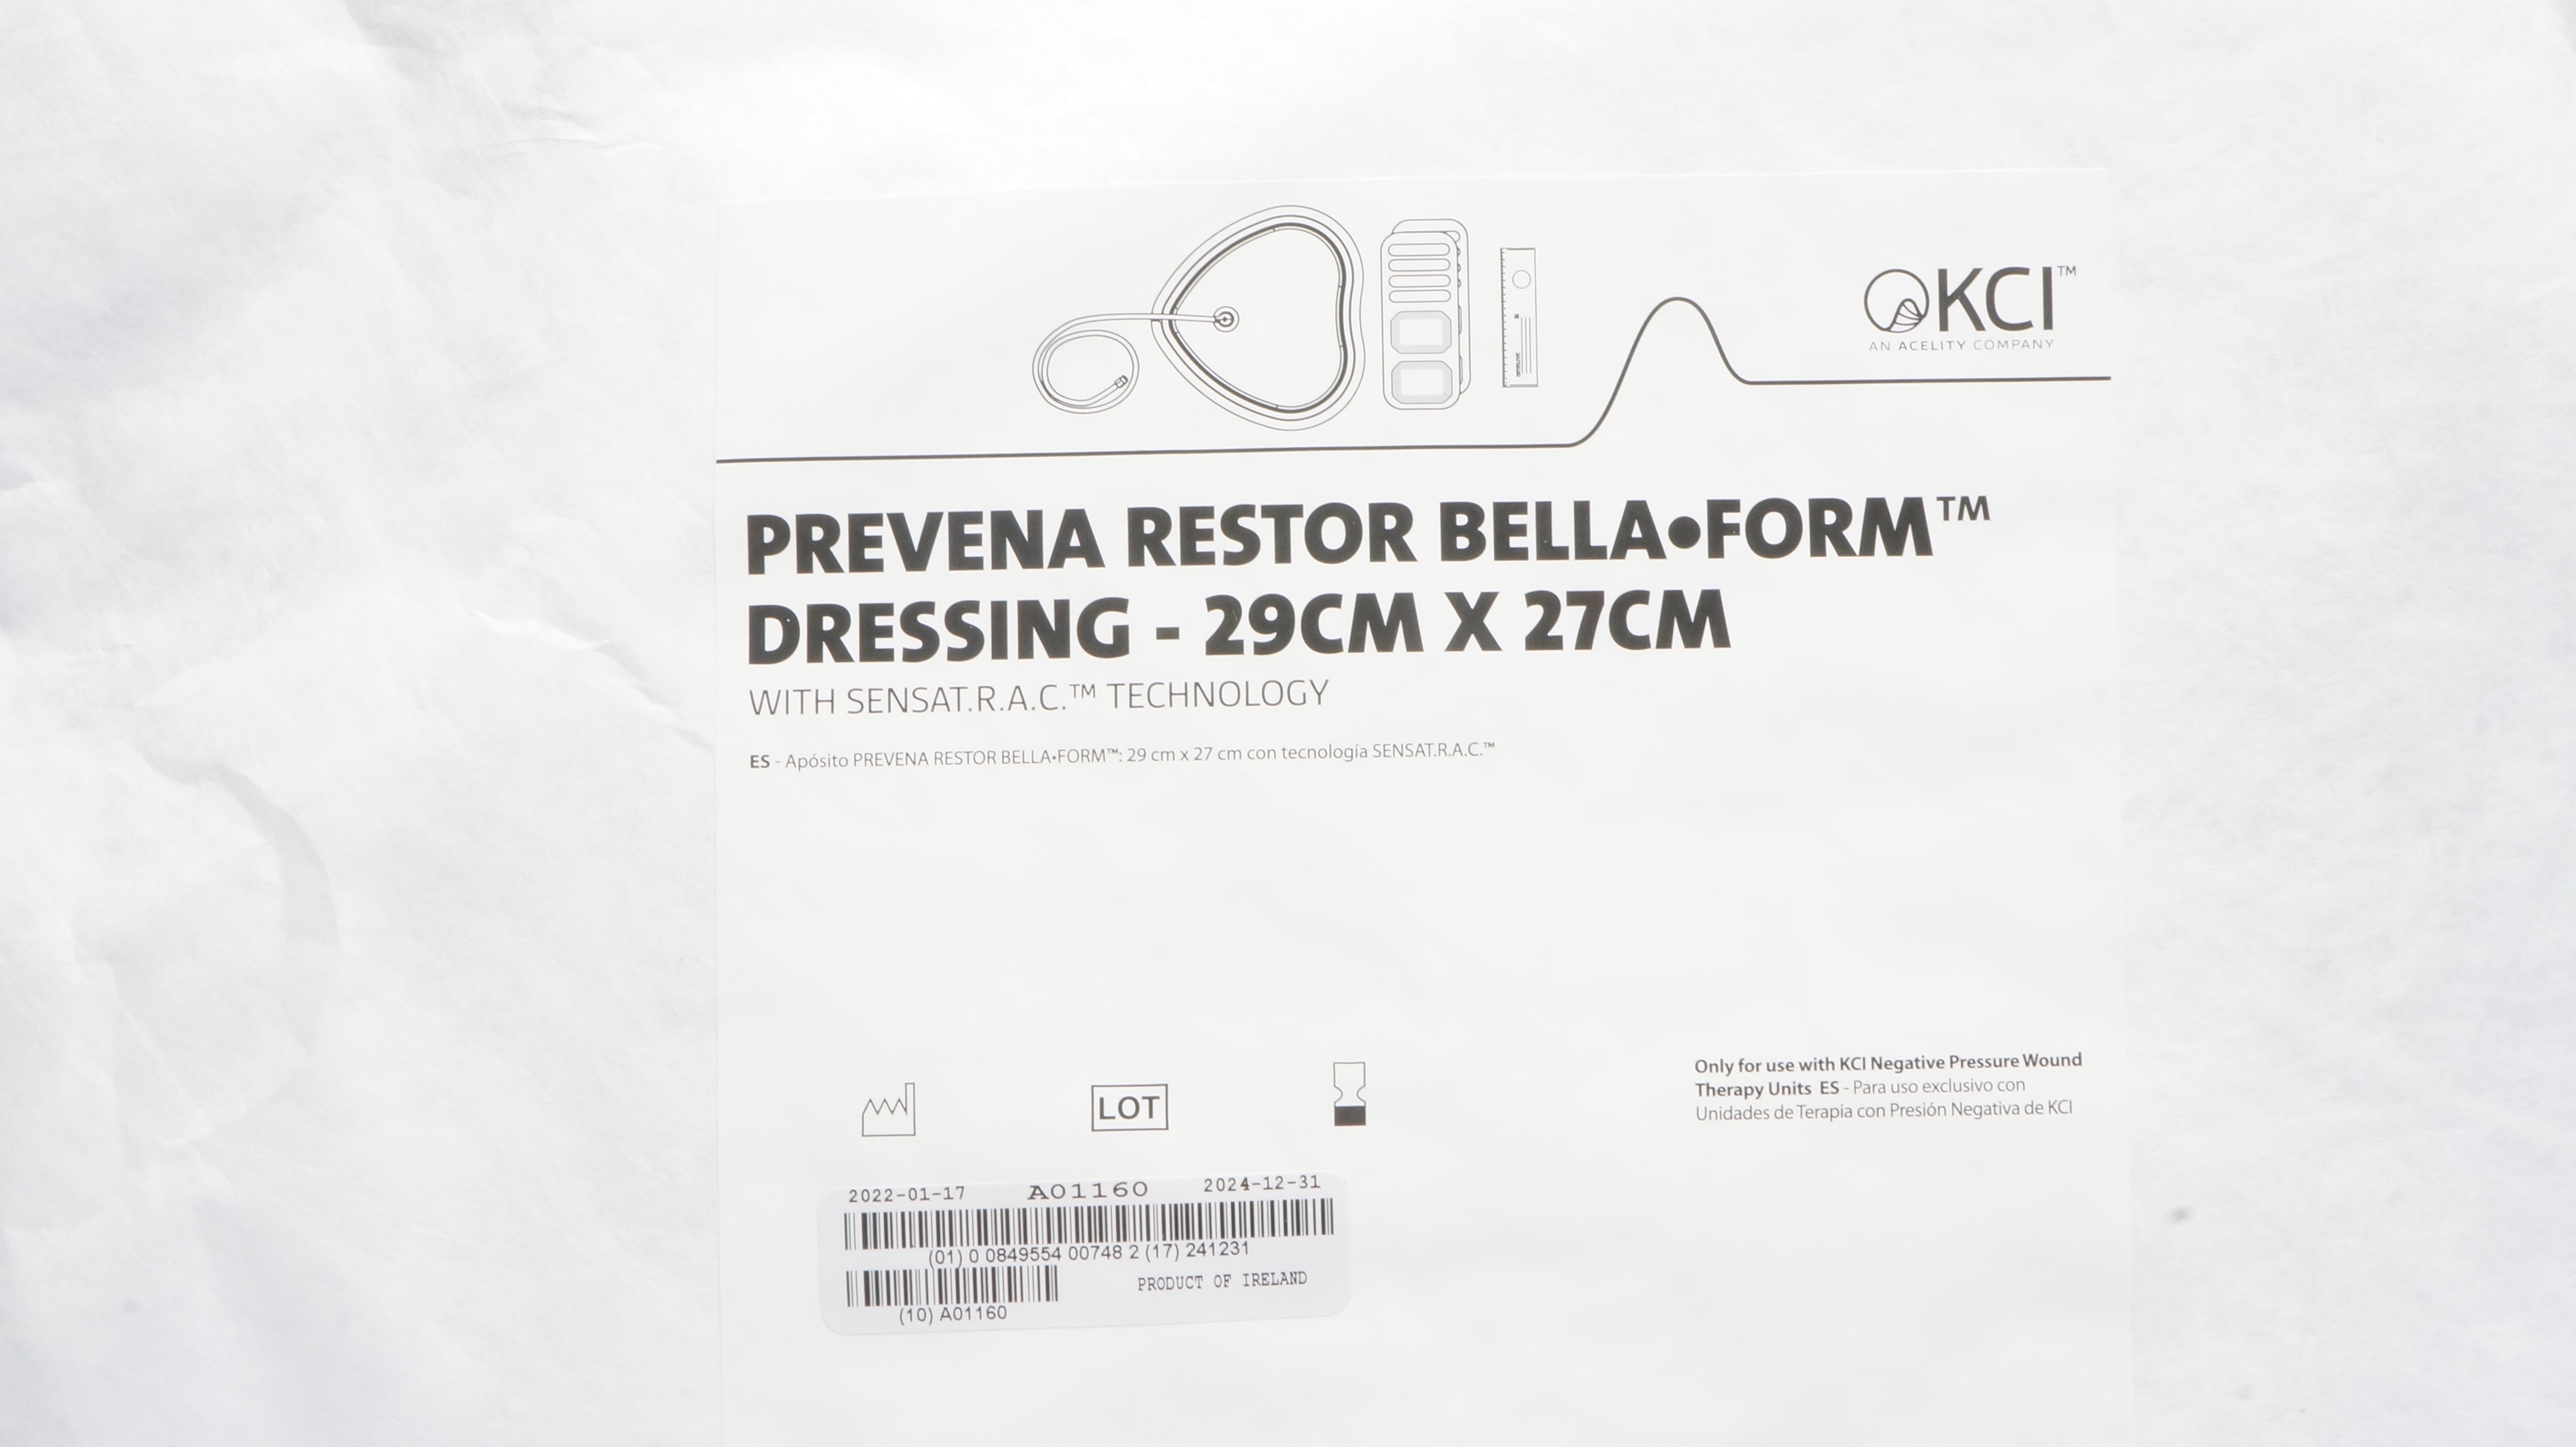 KCI™
AN ACELITY COMPANY
PREVENA RESTOR BELLA•FORM™
DRESSING - 29CM X 27CM
WITH SENSAT.R.A.C.™ TECHNOLOGY
ES - Apósito PREVENA RESTOR BELLA•FORM™: 29 cm x 27 cm con tecnología SENSAT.R.A.C.™
Only for use with KCI Negative Pressure Wound
Therapy Units ES - Para uso exclusivo con
Unidades de Terapia con Presión Negativa de KCI
LOT
2022-01-17 A01160 2024-12-31
(01) 0 0849554 00748 2 (17) 241231
PRODUCT OF IRELAND
(10) A01160